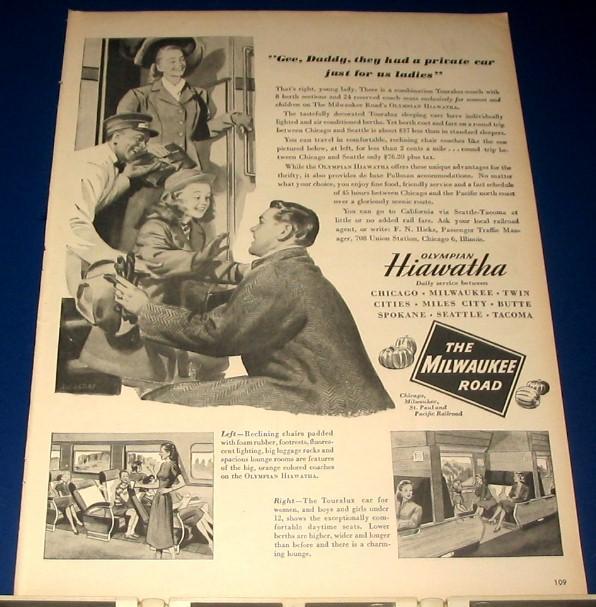 "Gee, Daddy, they had a private car
just for us ladies"
That's right, young lady. There is a combination Touralux-coach with
8 berth sections and 24 reserved coach seats exclusively for women and
children on The Milwaukee Road's OLYMPIAN HIAWATHA.
The tastefully decorated Touralux sleeping cars have individually
lighted and air conditioned berths. Yet berth cost and fare on a round trip
between Chicago and Seattle is about $37 less than in standard sleepers.
You can travel in comfortable, reclining chair coaches like the one
pictured below, at left, for less than 2 cents a mile ... round trip be-
tween Chicago and Seattle only $76.20 plus tax.
While the OLYMPIAN HIAWATHA offers these unique advantages for the
thrifty, it also provides de luxe Pullman accommodations. No matter
what your choice, you enjoy fine food, friendly service and a fast schedule
of 45 hours between Chicago and the Pacific north coast
over a gloriously scenic route.
You can go to California via Seattle-Tacoma at
little or no added rail fare. Ask your local railroad
agent, or write: F. N. Hicks, Passenger Traffic Man-
ager, 708 Union Station, Chicago 6, Illinois.
OLYMPIAN
Hiawatha
Daily service between
CHICAGO • MILWAUKEE • TWIN
CITIES • MILES CITY • BUTTE
SPOKANE • SEATTLE • TACOMA
THE
MILWAUKEE
ROAD
Chicago,
Milwaukee,
St. Paul and
Pacific Railroad
Left—Reclining chairs padded
with foam rubber, footrests, fluores-
cent lighting, big luggage racks and
spacious lounge rooms are features
of the big, orange colored coaches
on the OLYMPIAN HIAWATHA.
Right—The Touralux car for
women, and boys and girls under
12, shows the exceptionally com-
fortable daytime seats. Lower
berths are higher, wider and longer
than before and there is a charm-
ing lounge.
109